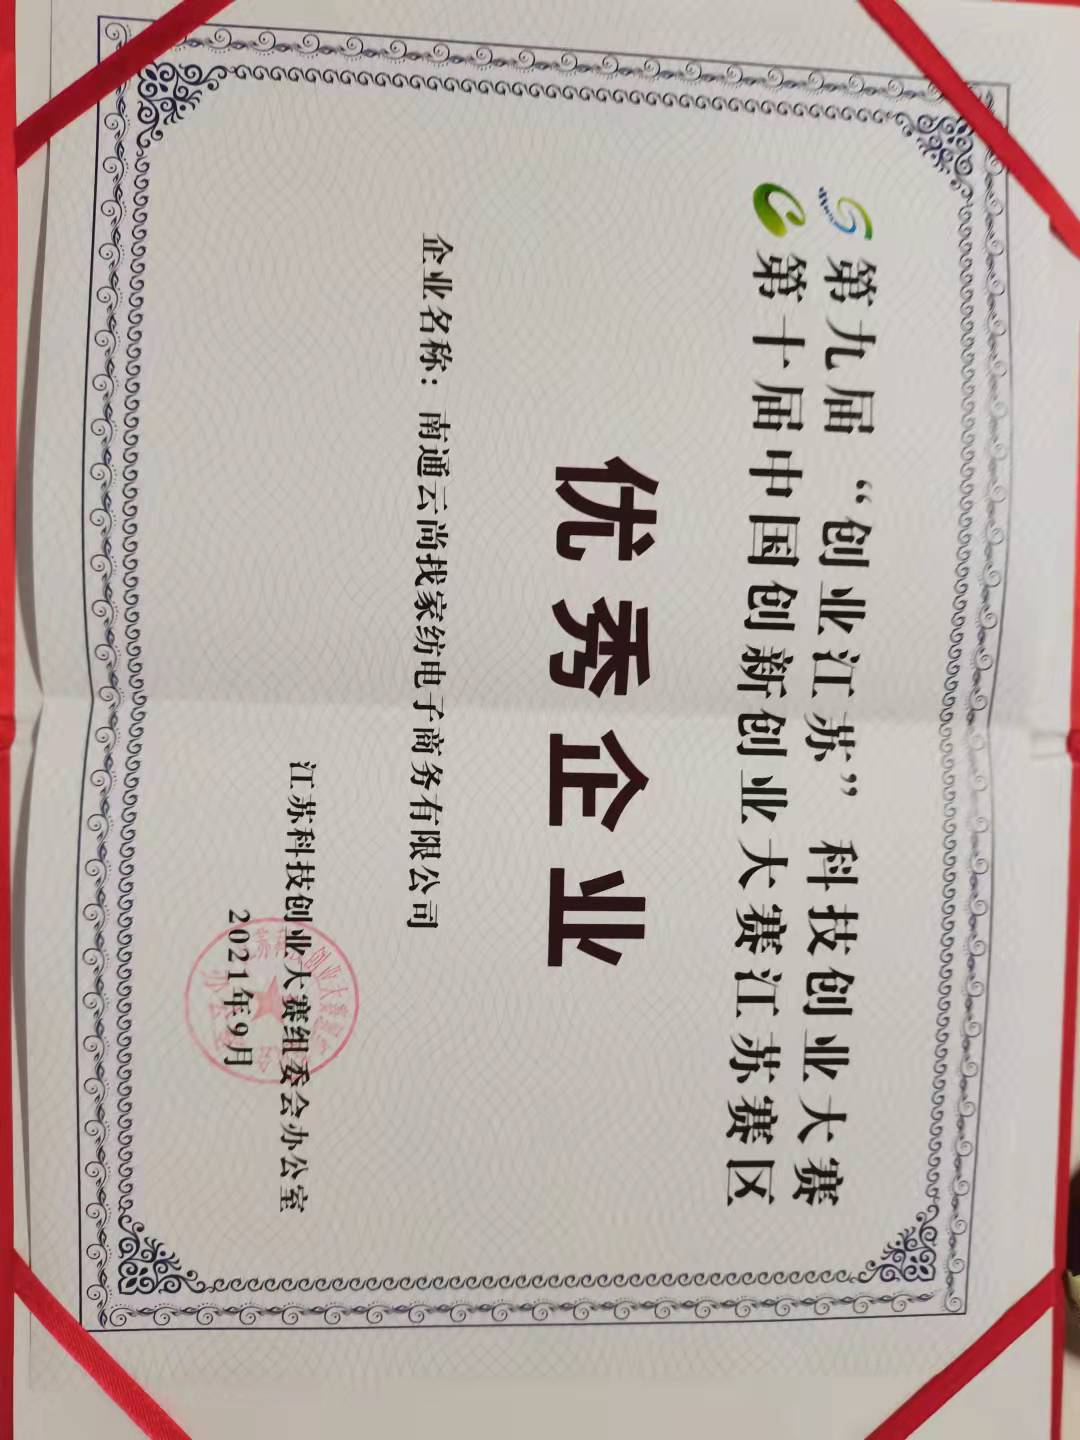 第九届“创业江苏”科技创业大赛
第十届中国创新创业大赛江苏赛区
优秀企业
企业名称：南通云尚找家纺电子商务有限公司
江苏科技创业大赛组委会办公室
2021年9月